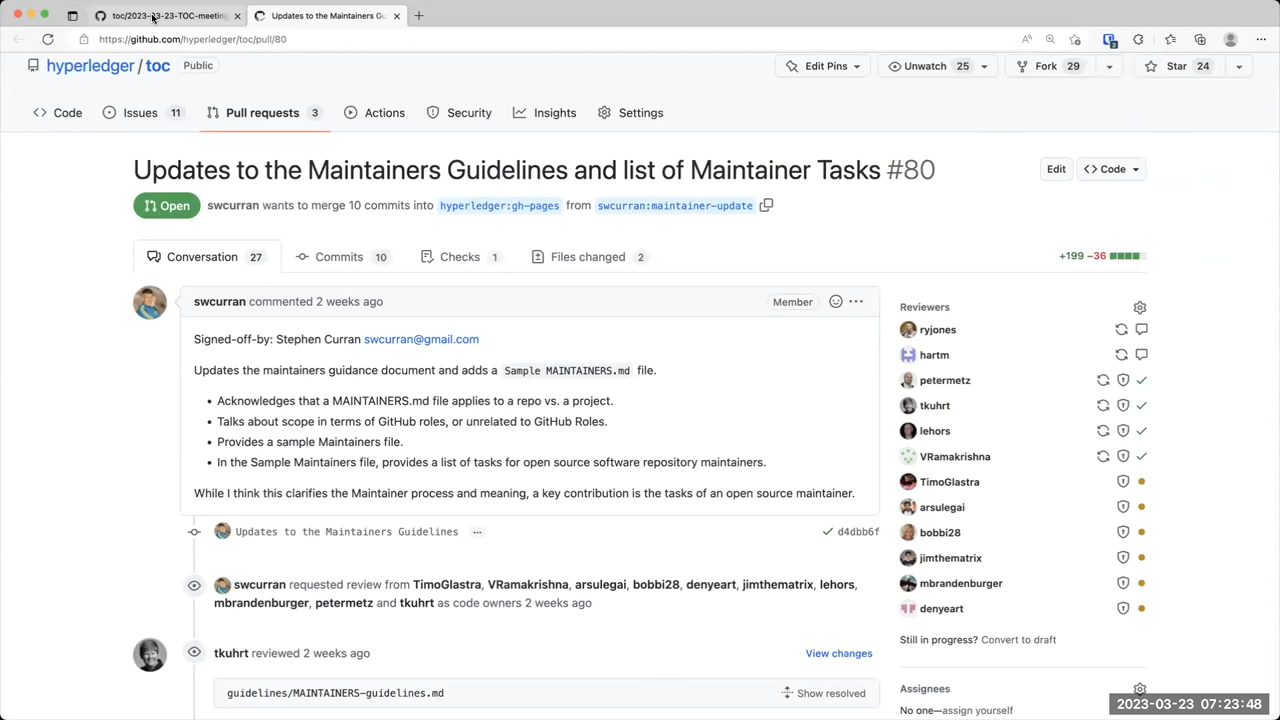 toc/2023-03-23-TOC-meeting
Updates to the Maintainers Gu
https://github.com/hyperledger/toc/pull/80
hyperledger / toc Public
Edit Pins Unwatch 25 Fork 29 Star 24
Code Issues 11 Pull requests 3 Actions Security Insights Settings
Updates to the Maintainers Guidelines and list of Maintainer Tasks #80
Edit <> Code
Open swcurran wants to merge 10 commits into hyperledger:gh-pages from swcurran:maintainer-update
Conversation 27 Commits 10 Checks 1 Files changed 2 +199 −36
swcurran commented 2 weeks ago Member
Signed-off-by: Stephen Curran swcurran@gmail.com
Updates the maintainers guidance document and adds a Sample MAINTAINERS.md file.
• Acknowledges that a MAINTAINERS.md file applies to a repo vs. a project.
• Talks about scope in terms of GitHub roles, or unrelated to GitHub Roles.
• Provides a sample Maintainers file.
• In the Sample Maintainers file, provides a list of tasks for open source software repository maintainers.
While I think this clarifies the Maintainer process and meaning, a key contribution is the tasks of an open source maintainer.
Updates to the Maintainers Guidelines ... d4dbb6f
swcurran requested review from TimoGlastra, VRamakrishna, arsulegai, bobbi28, denyeart, jimthematrix, lehors,
mbrandenburger, petermetz and tkuhrt as code owners 2 weeks ago
tkuhrt reviewed 2 weeks ago View changes
guidelines/MAINTAINERS-guidelines.md Show resolved
Reviewers
ryjones
hartm
petermetz
tkuhrt
lehors
VRamakrishna
TimoGlastra
arsulegai
bobbi28
jimthematrix
mbrandenburger
denyeart
Still in progress? Convert to draft
Assignees
No one—assign yourself
2023-03-23 07:23:48